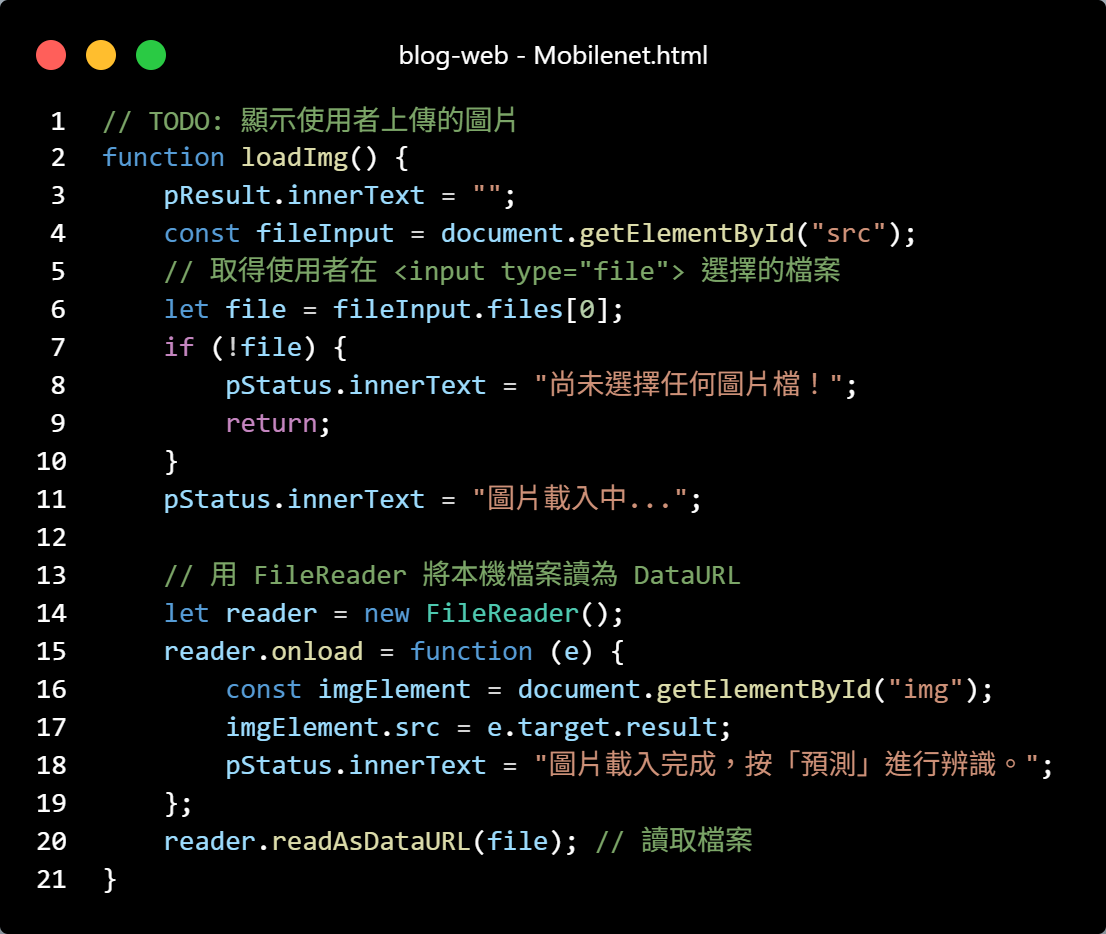 blog-web - Mobilenet.html
1 // TODO: 顯示使用者上傳的圖片
2 function loadImg() {
3     pResult.innerText = "";
4     const fileInput = document.getElementById("src");
5     // 取得使用者在 <input type="file"> 選擇的檔案
6     let file = fileInput.files[0];
7     if (!file) {
8         pStatus.innerText = "尚未選擇任何圖片檔！";
9         return;
10     }
11     pStatus.innerText = "圖片載入中...";
12
13     // 用 FileReader 將本機檔案讀為 DataURL
14     let reader = new FileReader();
15     reader.onload = function (e) {
16         const imgElement = document.getElementById("img");
17         imgElement.src = e.target.result;
18         pStatus.innerText = "圖片載入完成，按「預測」進行辨識。";
19     };
20     reader.readAsDataURL(file); // 讀取檔案
21 }